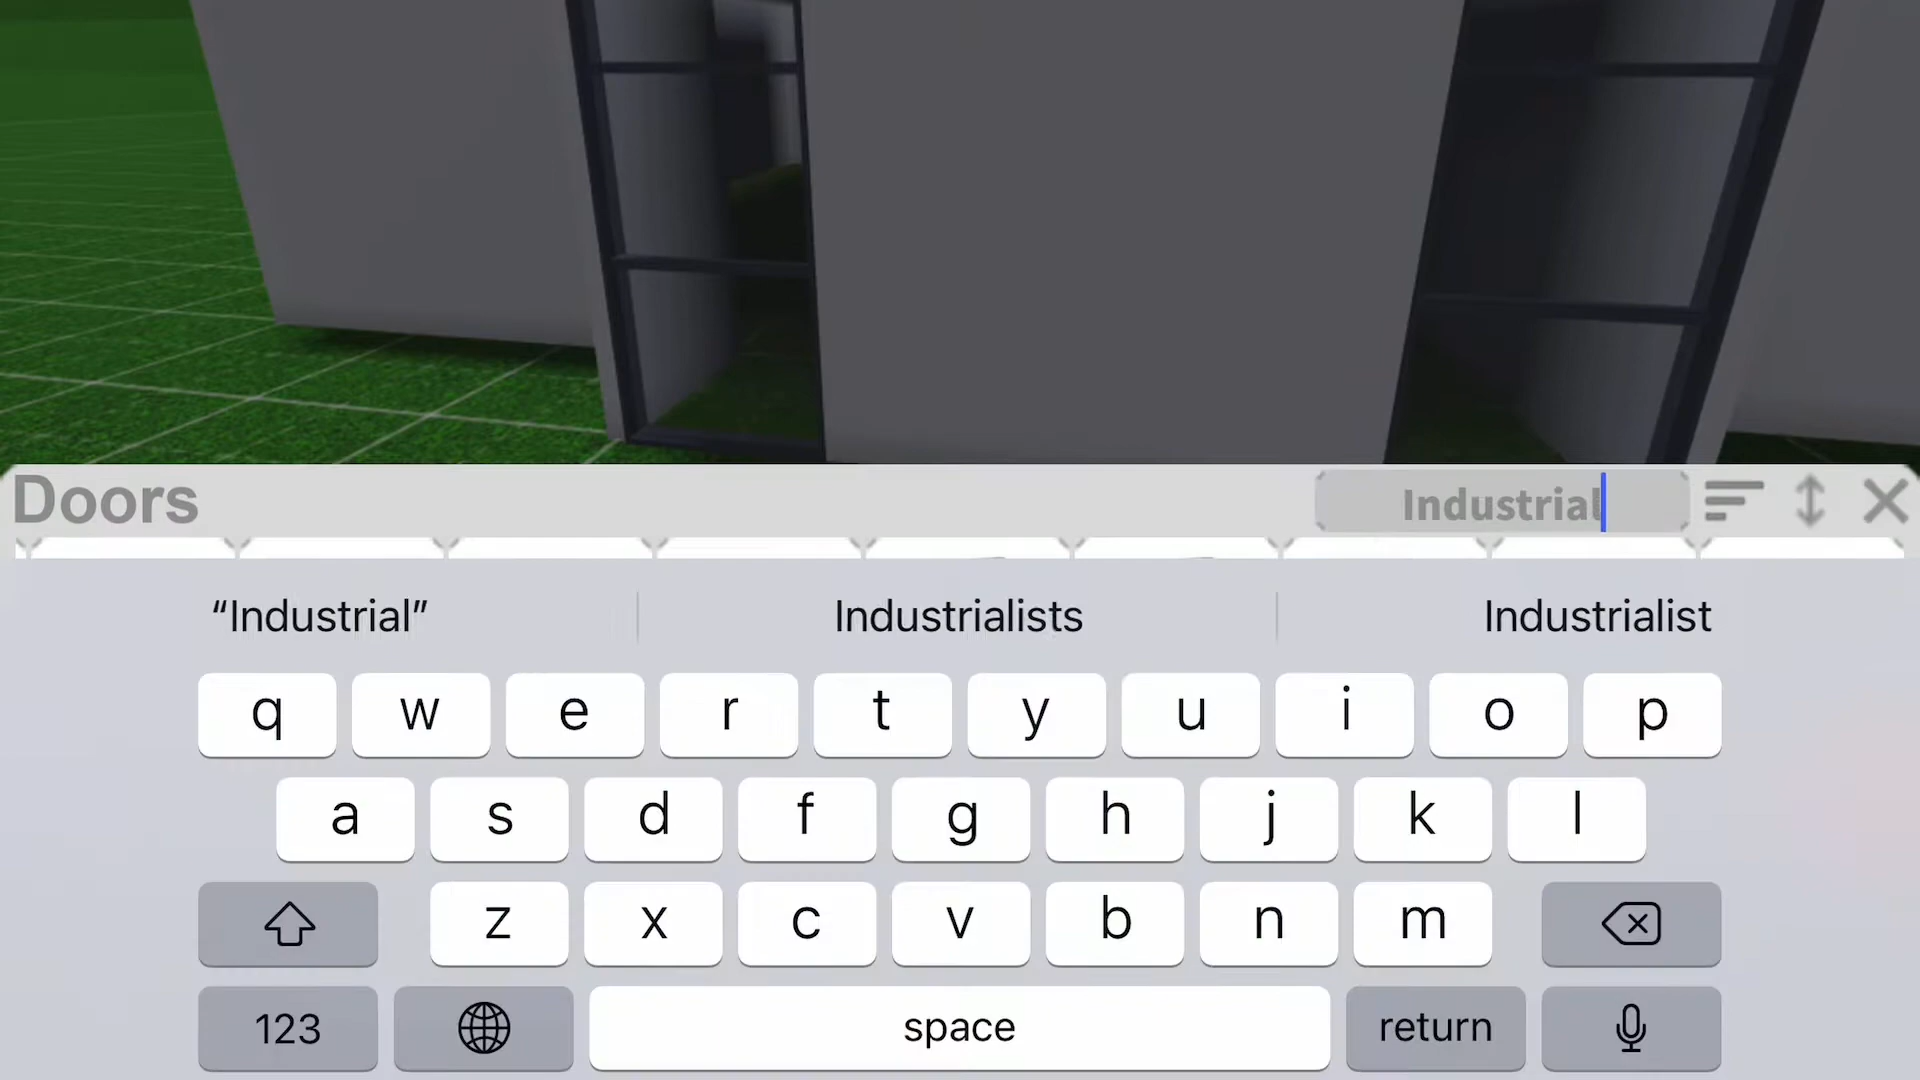 Doors Industrial
“Industrial” Industrialists Industrialist
q w e r t y u i o p
a s d f g h j k l
z x c v b n m
123 space return